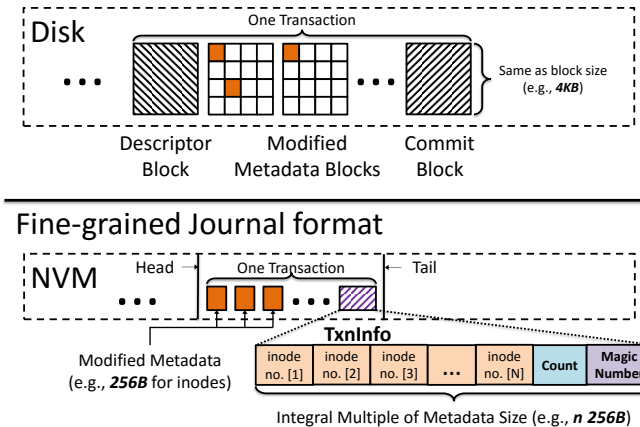 One Transaction
Disk
...
...
Same as block size
(e.g., 4KB)
Descriptor
Block
Modified
Metadata Blocks
Commit
Block
Fine-grained Journal format
NVM
Head
One Transaction
Tail
...
...
TxnInfo
Modified Metadata
(e.g., 256B for inodes)
inode
no. [1]
inode
no. [2]
inode
no. [3]
...
inode
no. [N]
Count
Magic
Number
Integral Multiple of Metadata Size (e.g., n 256B)